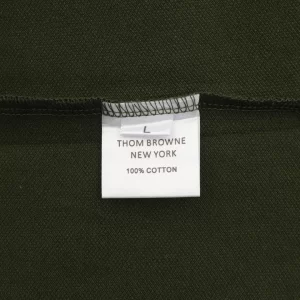 L
THOM BROWNE
NEW YORK
100% COTTON